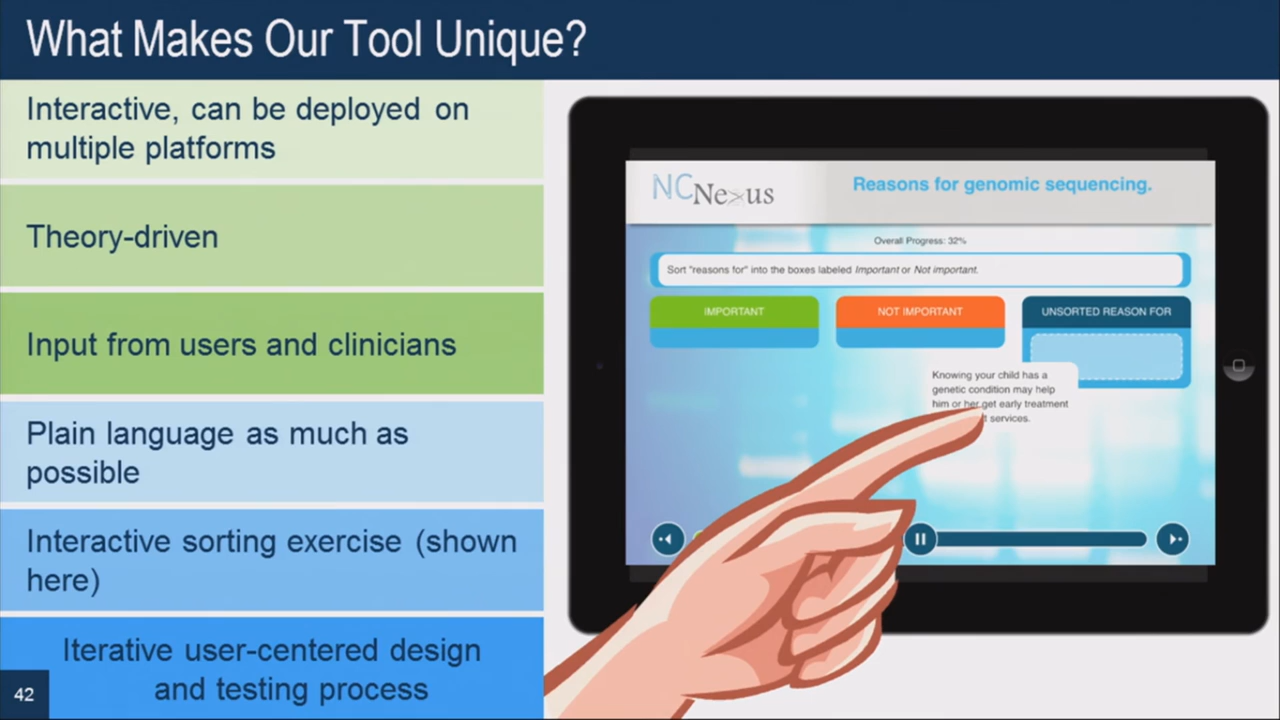 What Makes Our Tool Unique?
Interactive, can be deployed on
multiple platforms
Theory-driven
Input from users and clinicians
Plain language as much as
possible
Interactive sorting exercise (shown
here)
Iterative user-centered design
and testing process
42
NCNexus
Reasons for genomic sequencing.
Overall Progress: 32%
Sort "reasons for" into the boxes labeled Important or Not important.
IMPORTANT
NOT IMPORTANT
UNSORTED REASON FOR
Knowing your child has a
genetic condition may help
him or her get early treatment
services.